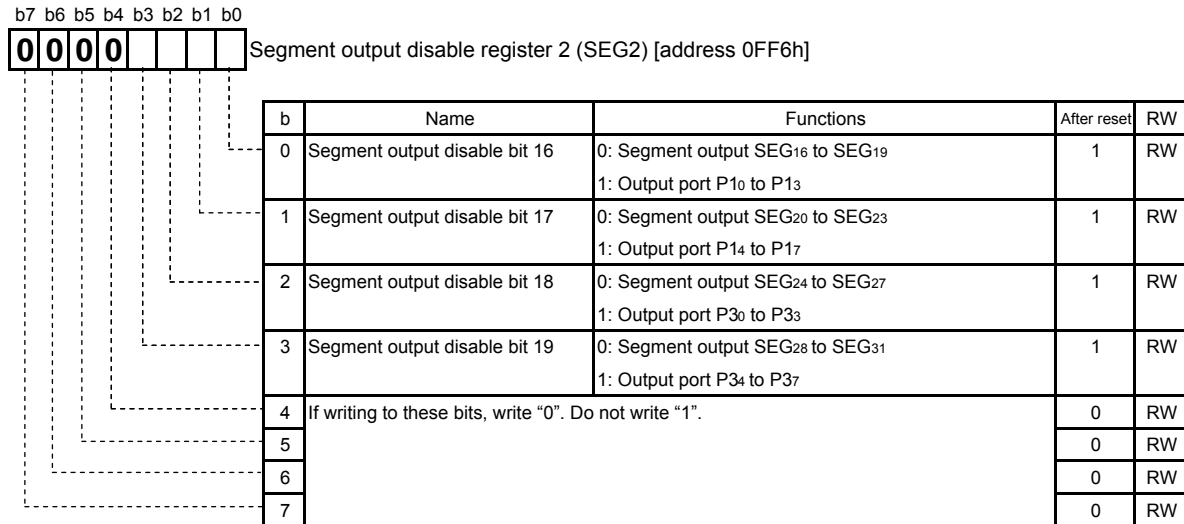 b7 b6 b5 b4 b3 b2 b1 b0
0 0 0 0 Segment output disable register 2 (SEG2) [address 0FF6h]
b Name Functions After reset RW
0 Segment output disable bit 16 0: Segment output SEG16 to SEG19 1 RW
1: Output port P10 to P13
1 Segment output disable bit 17 0: Segment output SEG20 to SEG23 1 RW
1: Output port P14 to P17
2 Segment output disable bit 18 0: Segment output SEG24 to SEG27 1 RW
1: Output port P30 to P33
3 Segment output disable bit 19 0: Segment output SEG28 to SEG31 1 RW
1: Output port P34 to P37
4 If writing to these bits, write “0”. Do not write “1”. 0 RW
5 0 RW
6 0 RW
7 0 RW